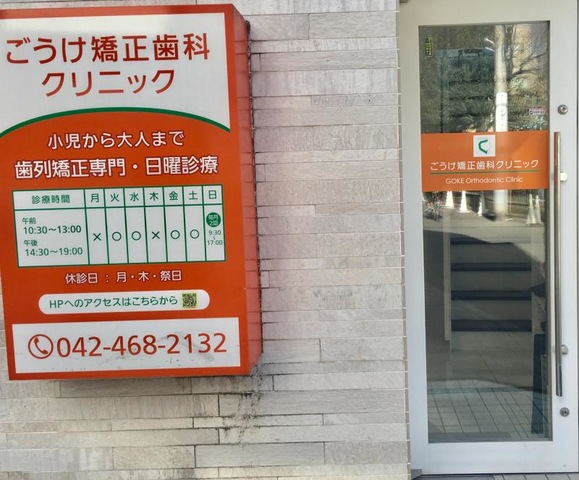 ごうけ矯正歯科
クリニック
小児から大人まで
歯列矯正専門・日曜診療
診療時間 月 火 水 木 金 土 日
午前
10:30〜13:00
午後
14:30〜19:00
× ○ ○ × ○ ○
9:30
〜
17:00
休診日：月・木・祭日
HPへのアクセスはこちらから
042-468-2132
ごうけ矯正歯科クリニック
GOKE Orthodontic Clinic